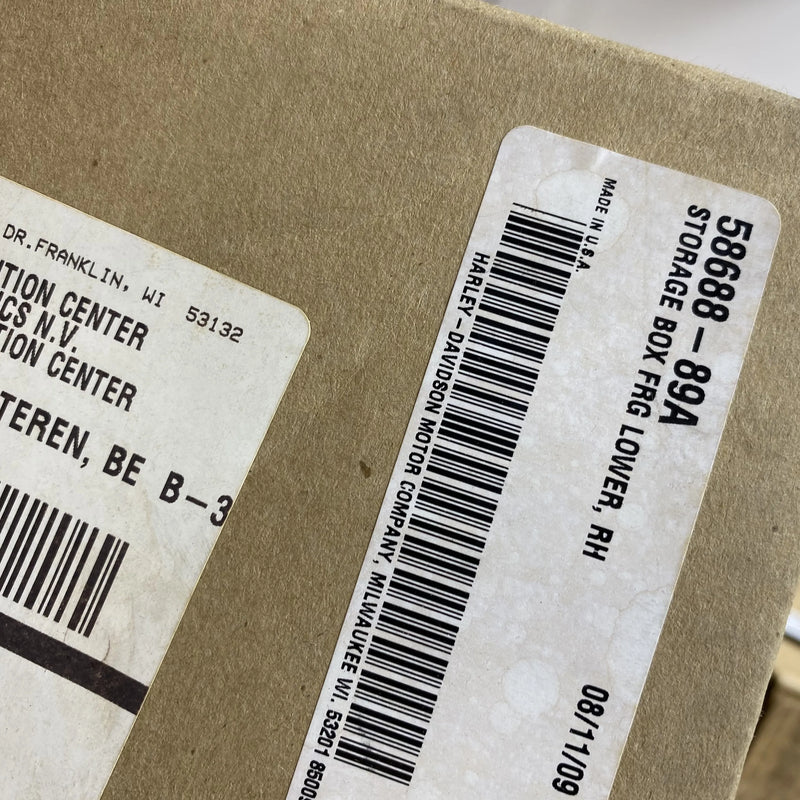 DR.FRANKLIN, WI 53132
TION CENTER
CS N.V.
TION CENTER
TEREN, BE B-3
58688-89A
STORAGE BOX FRG LOWER, RH
08/11/09
MADE IN U.S.A.
HARLEY-DAVIDSON MOTOR COMPANY, MILWAUKEE WI. 53201 8500